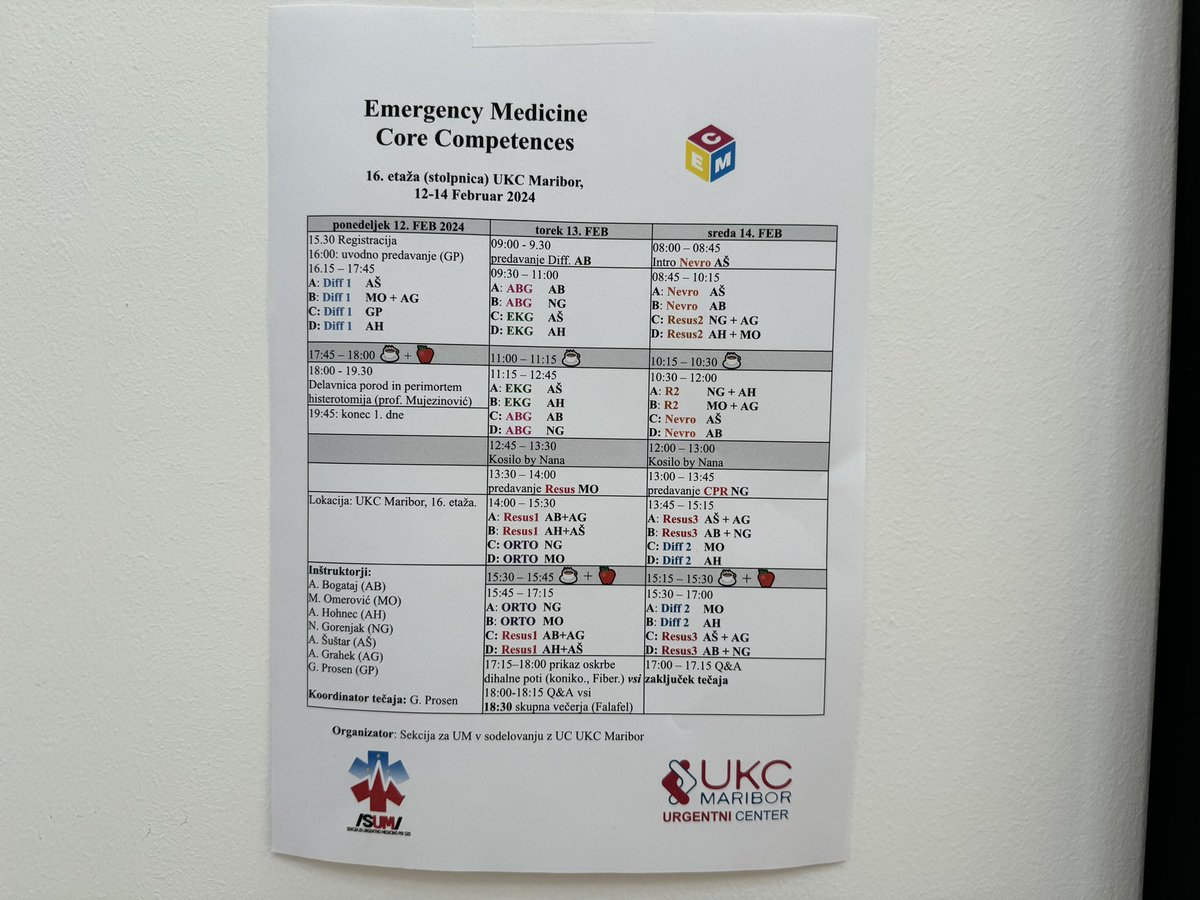 Emergency Medicine
Core Competences
C
E M
16. etaža (stolpnica) UKC Maribor,
12-14 Februar 2024
ponedeljek 12. FEB 2024
15.30 Registracija
16:00: uvodno predavanje (GP)
16.15 – 17:45
A: Diff 1 AŠ
B: Diff 1 MO + AG
C: Diff 1 GP
D: Diff 1 AH
17:45 – 18:00 +
18:00 - 19.30
Delavnica porod in perimortem
histerotomija (prof. Mujezinović)
19:45: konec 1. dne
Lokacija: UKC Maribor, 16. etaža.
Inštruktorji:
A. Bogataj (AB)
M. Omerović (MO)
A. Hohnec (AH)
N. Gorenjak (NG)
A. Šuštar (AŠ)
A. Grahek (AG)
G. Prosen (GP)
Koordinator tečaja: G. Prosen
torek 13. FEB
09:00 - 9.30
predavanje Diff. AB
09:30 – 11:00
A: ABG AB
B: ABG NG
C: EKG AŠ
D: EKG AH
11:00 – 11:15
11:15 – 12:45
A: EKG AŠ
B: EKG AH
C: ABG AB
D: ABG NG
12:45 – 13:30
Kosilo by Nana
13:30 – 14:00
predavanje Resus MO
14:00 – 15:30
A: Resus1 AB+AG
B: Resus1 AH+AŠ
C: ORTO NG
D: ORTO MO
15:30 – 15:45 +
15:45 – 17:15
A: ORTO NG
B: ORTO MO
C: Resus1 AB+AG
D: Resus1 AH+AŠ
17:15–18:00 prikaz oskrbe
dihalne poti (koniko., Fiber.) vsi
18:00-18:15 Q&A vsi
18:30 skupna večerja (Falafel)
sreda 14. FEB
08:00 – 08:45
Intro Nevro AŠ
08:45 – 10:15
A: Nevro AŠ
B: Nevro AB
C: Resus2 NG + AG
D: Resus2 AH + MO
10:15 – 10:30
10:30 – 12:00
A: R2 NG + AH
B: R2 MO + AG
C: Nevro AŠ
D: Nevro AB
12:00 – 13:00
Kosilo by Nana
13:00 – 13:45
predavanje CPR NG
13:45 – 15:15
A: Resus3 AŠ + AG
B: Resus3 AB + NG
C: Diff 2 MO
D: Diff 2 AH
15:15 – 15:30 +
15:30 – 17:00
A: Diff 2 MO
B: Diff 2 AH
C: Resus3 AŠ + AG
D: Resus3 AB + NG
17:00 – 17.15 Q&A
zaključek tečaja
Organizator: Sekcija za UM v sodelovanju z UC UKC Maribor
/SUM/
SEKCIJA ZA URGENTNO MEDICINO PRI SZD
UKC
MARIBOR
URGENTNI CENTER